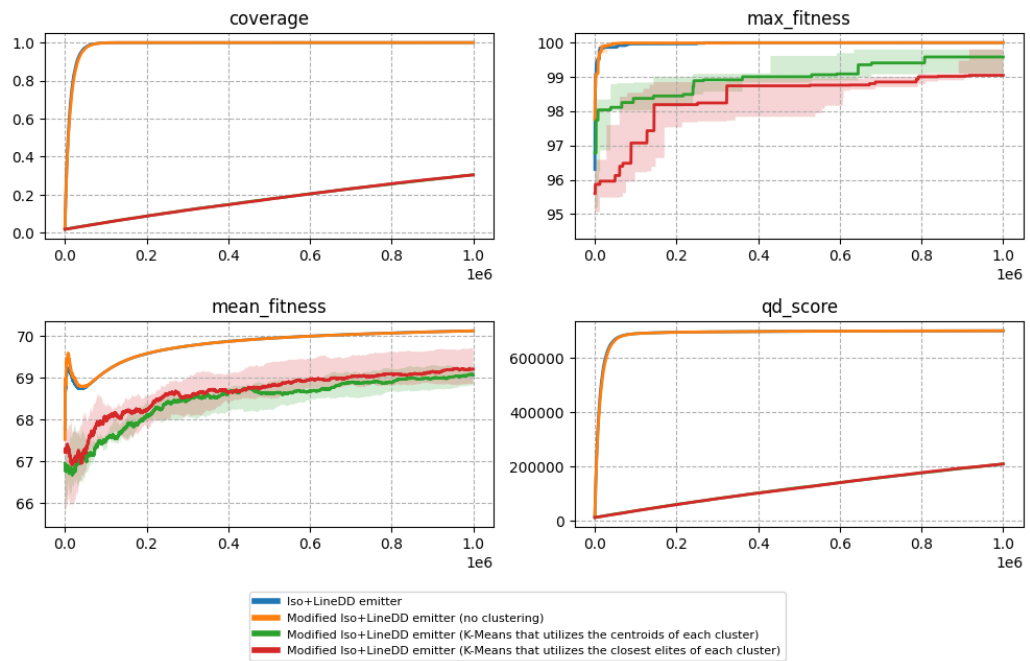 coverage
1.0
0.8
0.6
0.4
0.2
0.0
0.0 0.2 0.4 0.6 0.8 1.0
1e6
max_fitness
100
99
98
97
96
95
0.0 0.2 0.4 0.6 0.8 1.0
1e6
mean_fitness
70
69
68
67
66
0.0 0.2 0.4 0.6 0.8 1.0
1e6
qd_score
600000
400000
200000
0
0.0 0.2 0.4 0.6 0.8 1.0
1e6
Iso+LineDD emitter
Modified Iso+LineDD emitter (no clustering)
Modified Iso+LineDD emitter (K-Means that utilizes the centroids of each cluster)
Modified Iso+LineDD emitter (K-Means that utilizes the closest elites of each cluster)